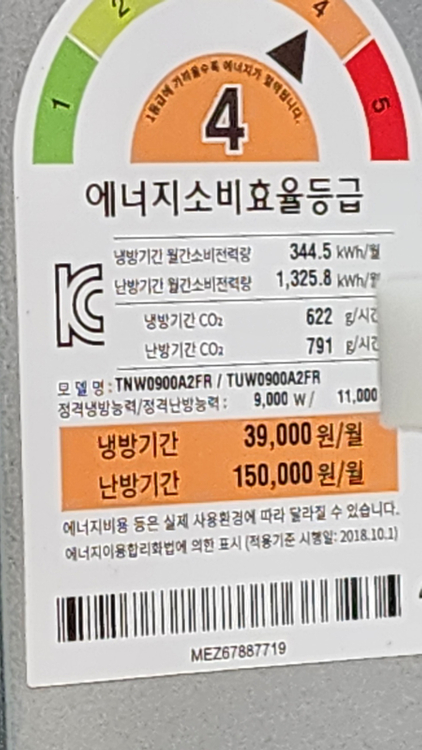 1
2
4
5
1등급에 가까울수록 에너지가 절약됩니다.
4
에너지소비효율등급
냉방기간 월간소비전력량 344.5 kWh/월
난방기간 월간소비전력량 1,325.8 kWh/월
냉방기간 CO₂ 622 g/시간
난방기간 CO₂ 791 g/시간
모 델 명 : TNW0900A2FR / TUW0900A2FR
정격냉방능력/정격난방능력 : 9,000 W / 11,000
냉방기간 39,000 원/월
난방기간 150,000 원/월
에너지비용 등은 실제 사용환경에 따라 달라질 수 있습니다.
에너지이용합리화법에 의한 표시 (적용기준 시행일: 2018.10.1)
MEZ67887719